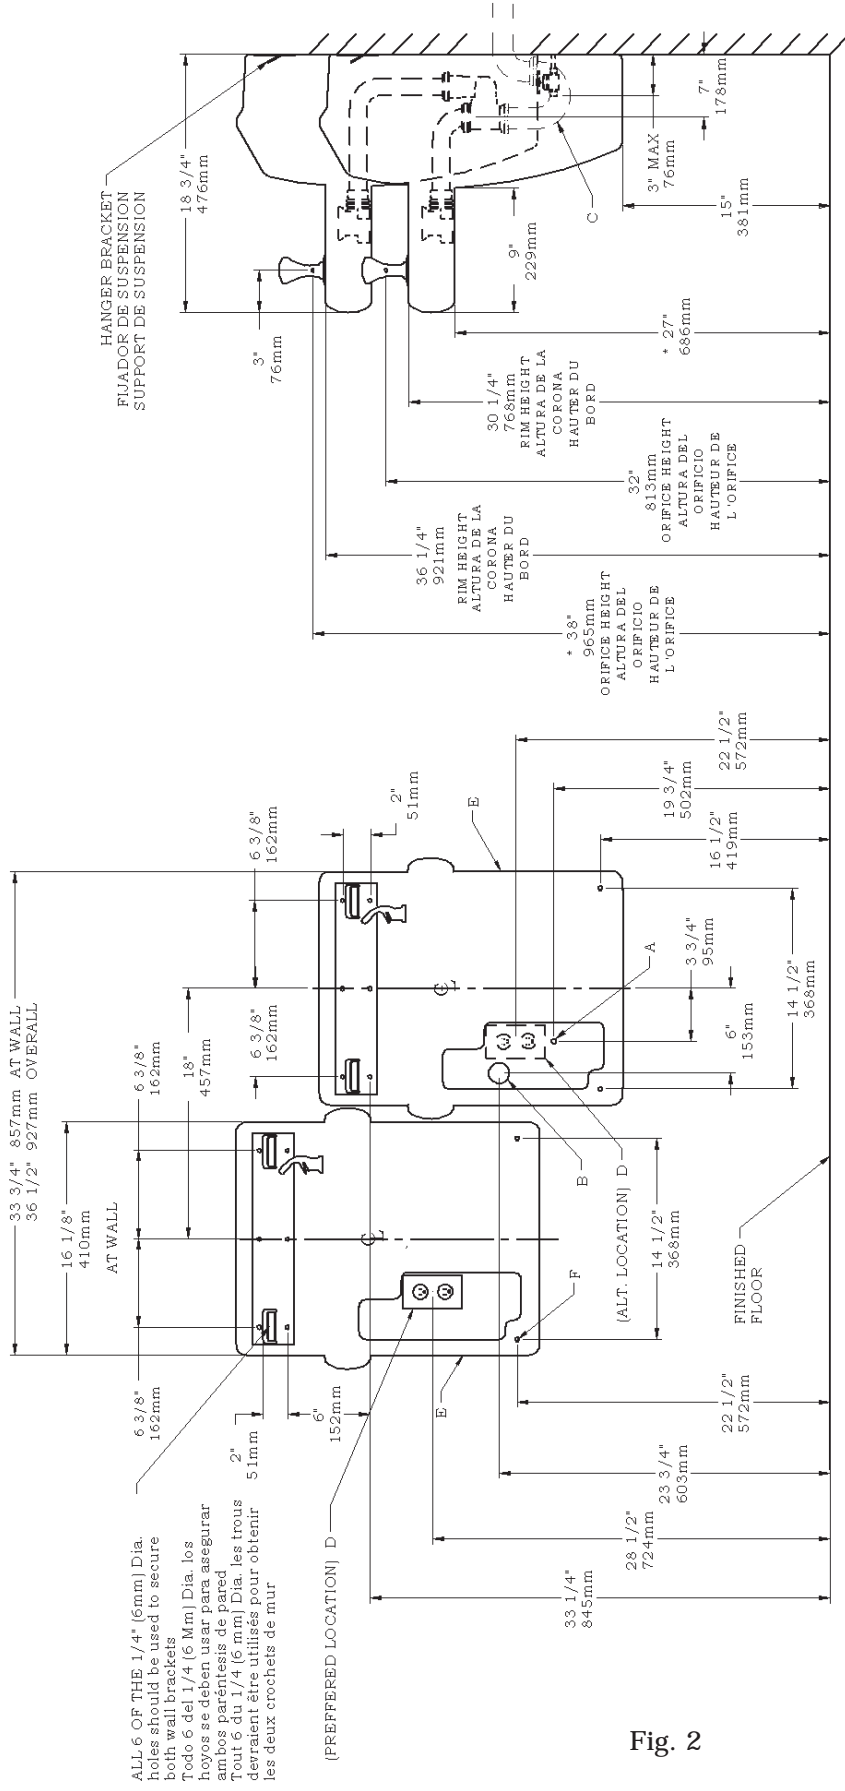 HANGER BRACKET
FIJADOR DE SUSPENSION
SUPPORT DE SUSPENSION
18 3/4"
476mm
3"
76mm
9"
229mm
C
7"
178mm
3" MAX
76mm
15"
381mm
* 27"
686mm
30 1/4"
768mm
RIM HEIGHT
ALTURA DE LA
CORONA
HAUTER DU
BORD
32"
813mm
ORIFICE HEIGHT
ALTURA DEL
ORIFICIO
HAUTEUR DE
L'ORIFICE
36 1/4"
921mm
RIM HEIGHT
ALTURA DE LA
CORONA
HAUTER DU
BORD
* 38"
965mm
ORIFICE HEIGHT
ALTURA DEL
ORIFICIO
HAUTEUR DE
L'ORIFICE
33 3/4" 857mm AT WALL
36 1/2" 927mm OVERALL
16 1/8"
410mm
AT WALL
6 3/8"
162mm
6 3/8"
162mm
18"
457mm
6 3/8"
162mm
6 3/8"
162mm
2"
51mm
2"
51mm
6"
152mm
E
E
CL
CL
A
B
F
22 1/2"
572mm
19 3/4"
502mm
16 1/2"
419mm
3 3/4"
95mm
6"
153mm
14 1/2"
368mm
14 1/2"
368mm
(ALT. LOCATION) D
(PREFFERED LOCATION) D
FINISHED
FLOOR
22 1/2"
572mm
23 3/4"
603mm
28 1/2"
724mm
33 1/4"
845mm
ALL 6 OF THE 1/4" (6mm) Dia.
holes should be used to secure
both wall brackets
Todo 6 del 1/4 (6 Mm) Dia. los
hoyos se deben usar para asegurar
ambos paréntesis de pared
Tout 6 du 1/4 (6 mm) Dia. les trous
devraient être utilisés pour obtenir
les deux crochets de mur
Fig. 2